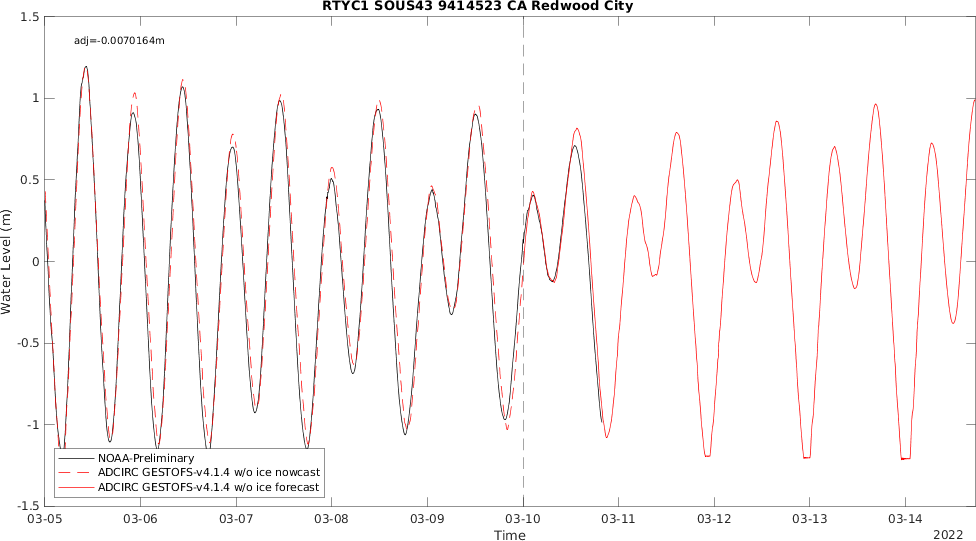 RTYC1 SOUS43 9414523 CA Redwood City
adj=-0.0070164m
1.5
1
0.5
0
-0.5
-1
-1.5
Water Level (m)
NOAA-Preliminary
ADCIRC GESTOFS-v4.1.4 w/o ice nowcast
ADCIRC GESTOFS-v4.1.4 w/o ice forecast
03-05 03-06 03-07 03-08 03-09 03-10 03-11 03-12 03-13 03-14
Time
2022